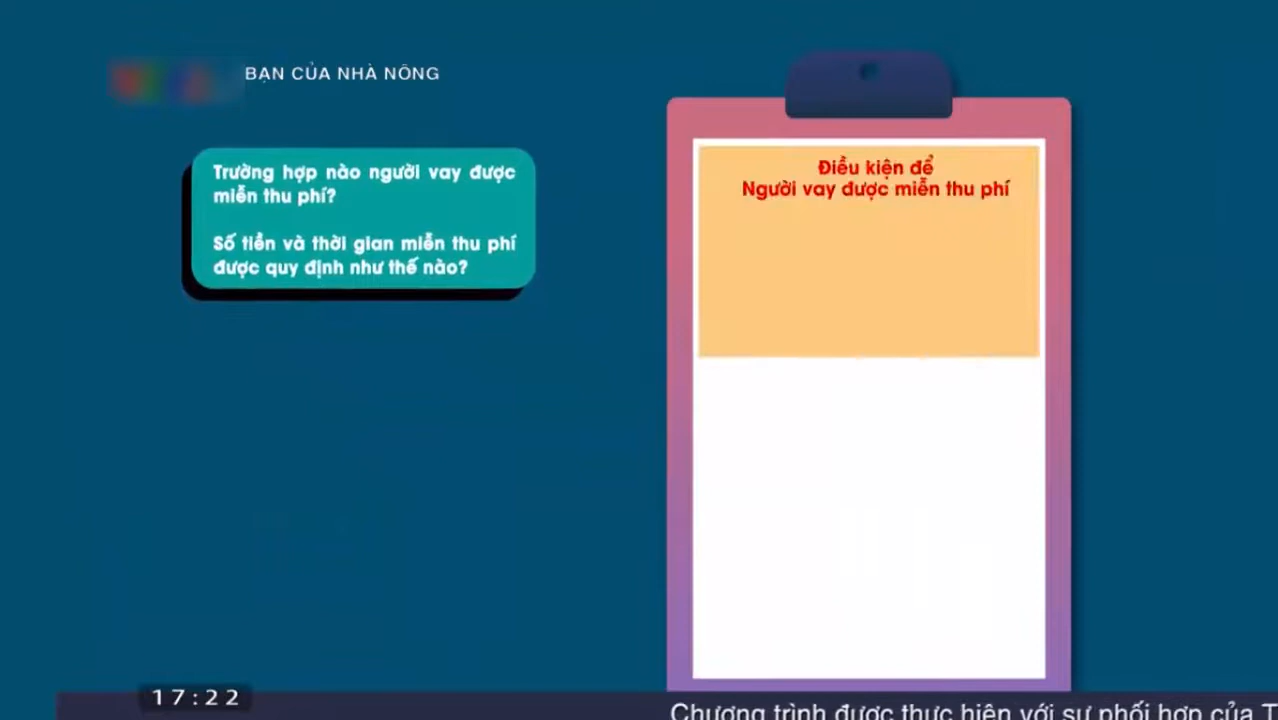 BẠN CỦA NHÀ NÔNG
Trường hợp nào người vay được
miễn thu phí?
Số tiền và thời gian miễn thu phí
được quy định như thế nào?
Điều kiện để
Người vay được miễn thu phí
17:22
Chương trình được thực hiện với sự phối hợp của T